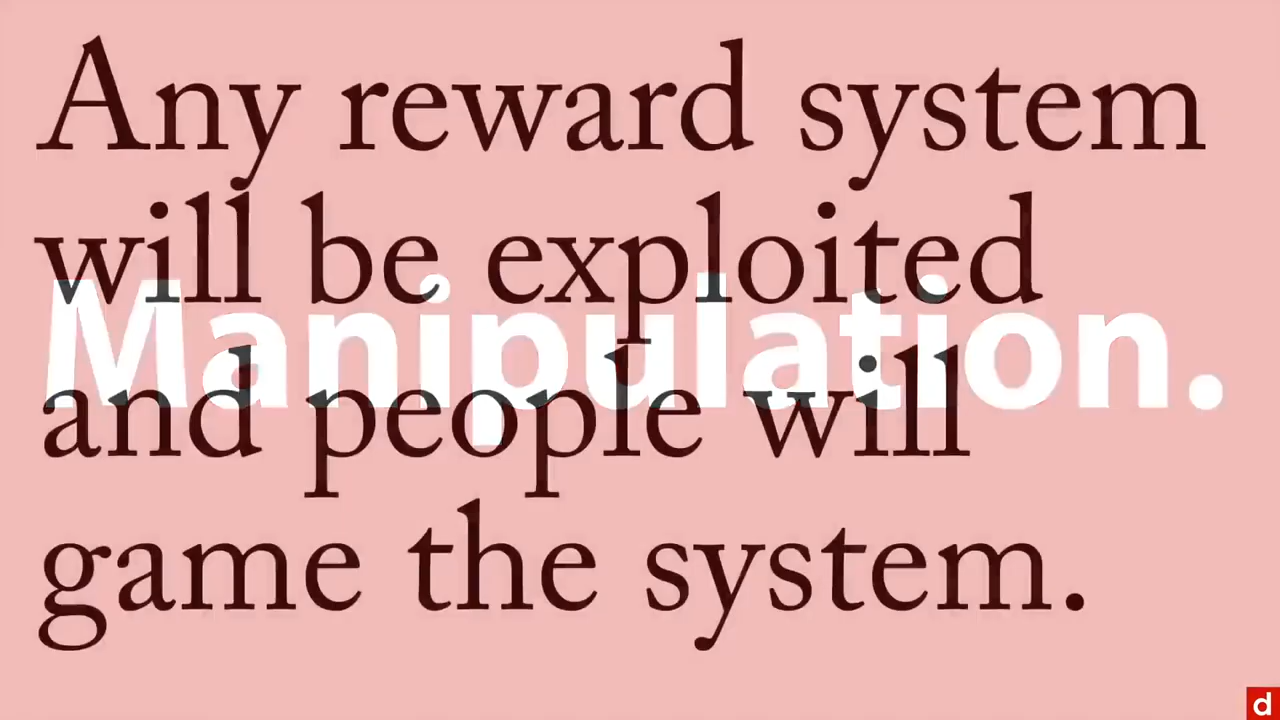 Any reward system
will be exploited
Manipulation.
and people will
game the system.
d